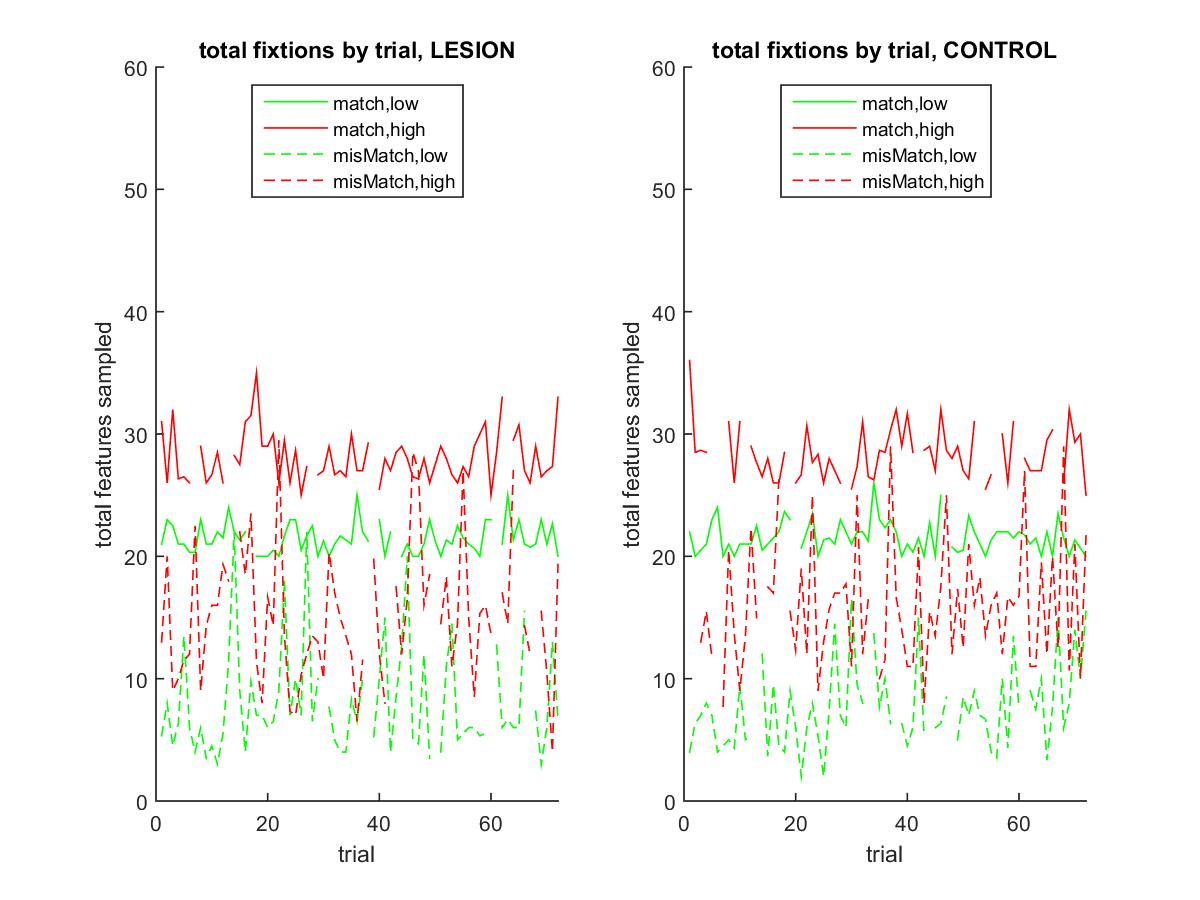 total fixtions by trial, LESION
match,low
match,high
misMatch,low
misMatch,high
60
50
40
30
20
10
0
total features sampled
0 20 40 60
trial
total fixtions by trial, CONTROL
match,low
match,high
misMatch,low
misMatch,high
60
50
40
30
20
10
0
total features sampled
0 20 40 60
trial